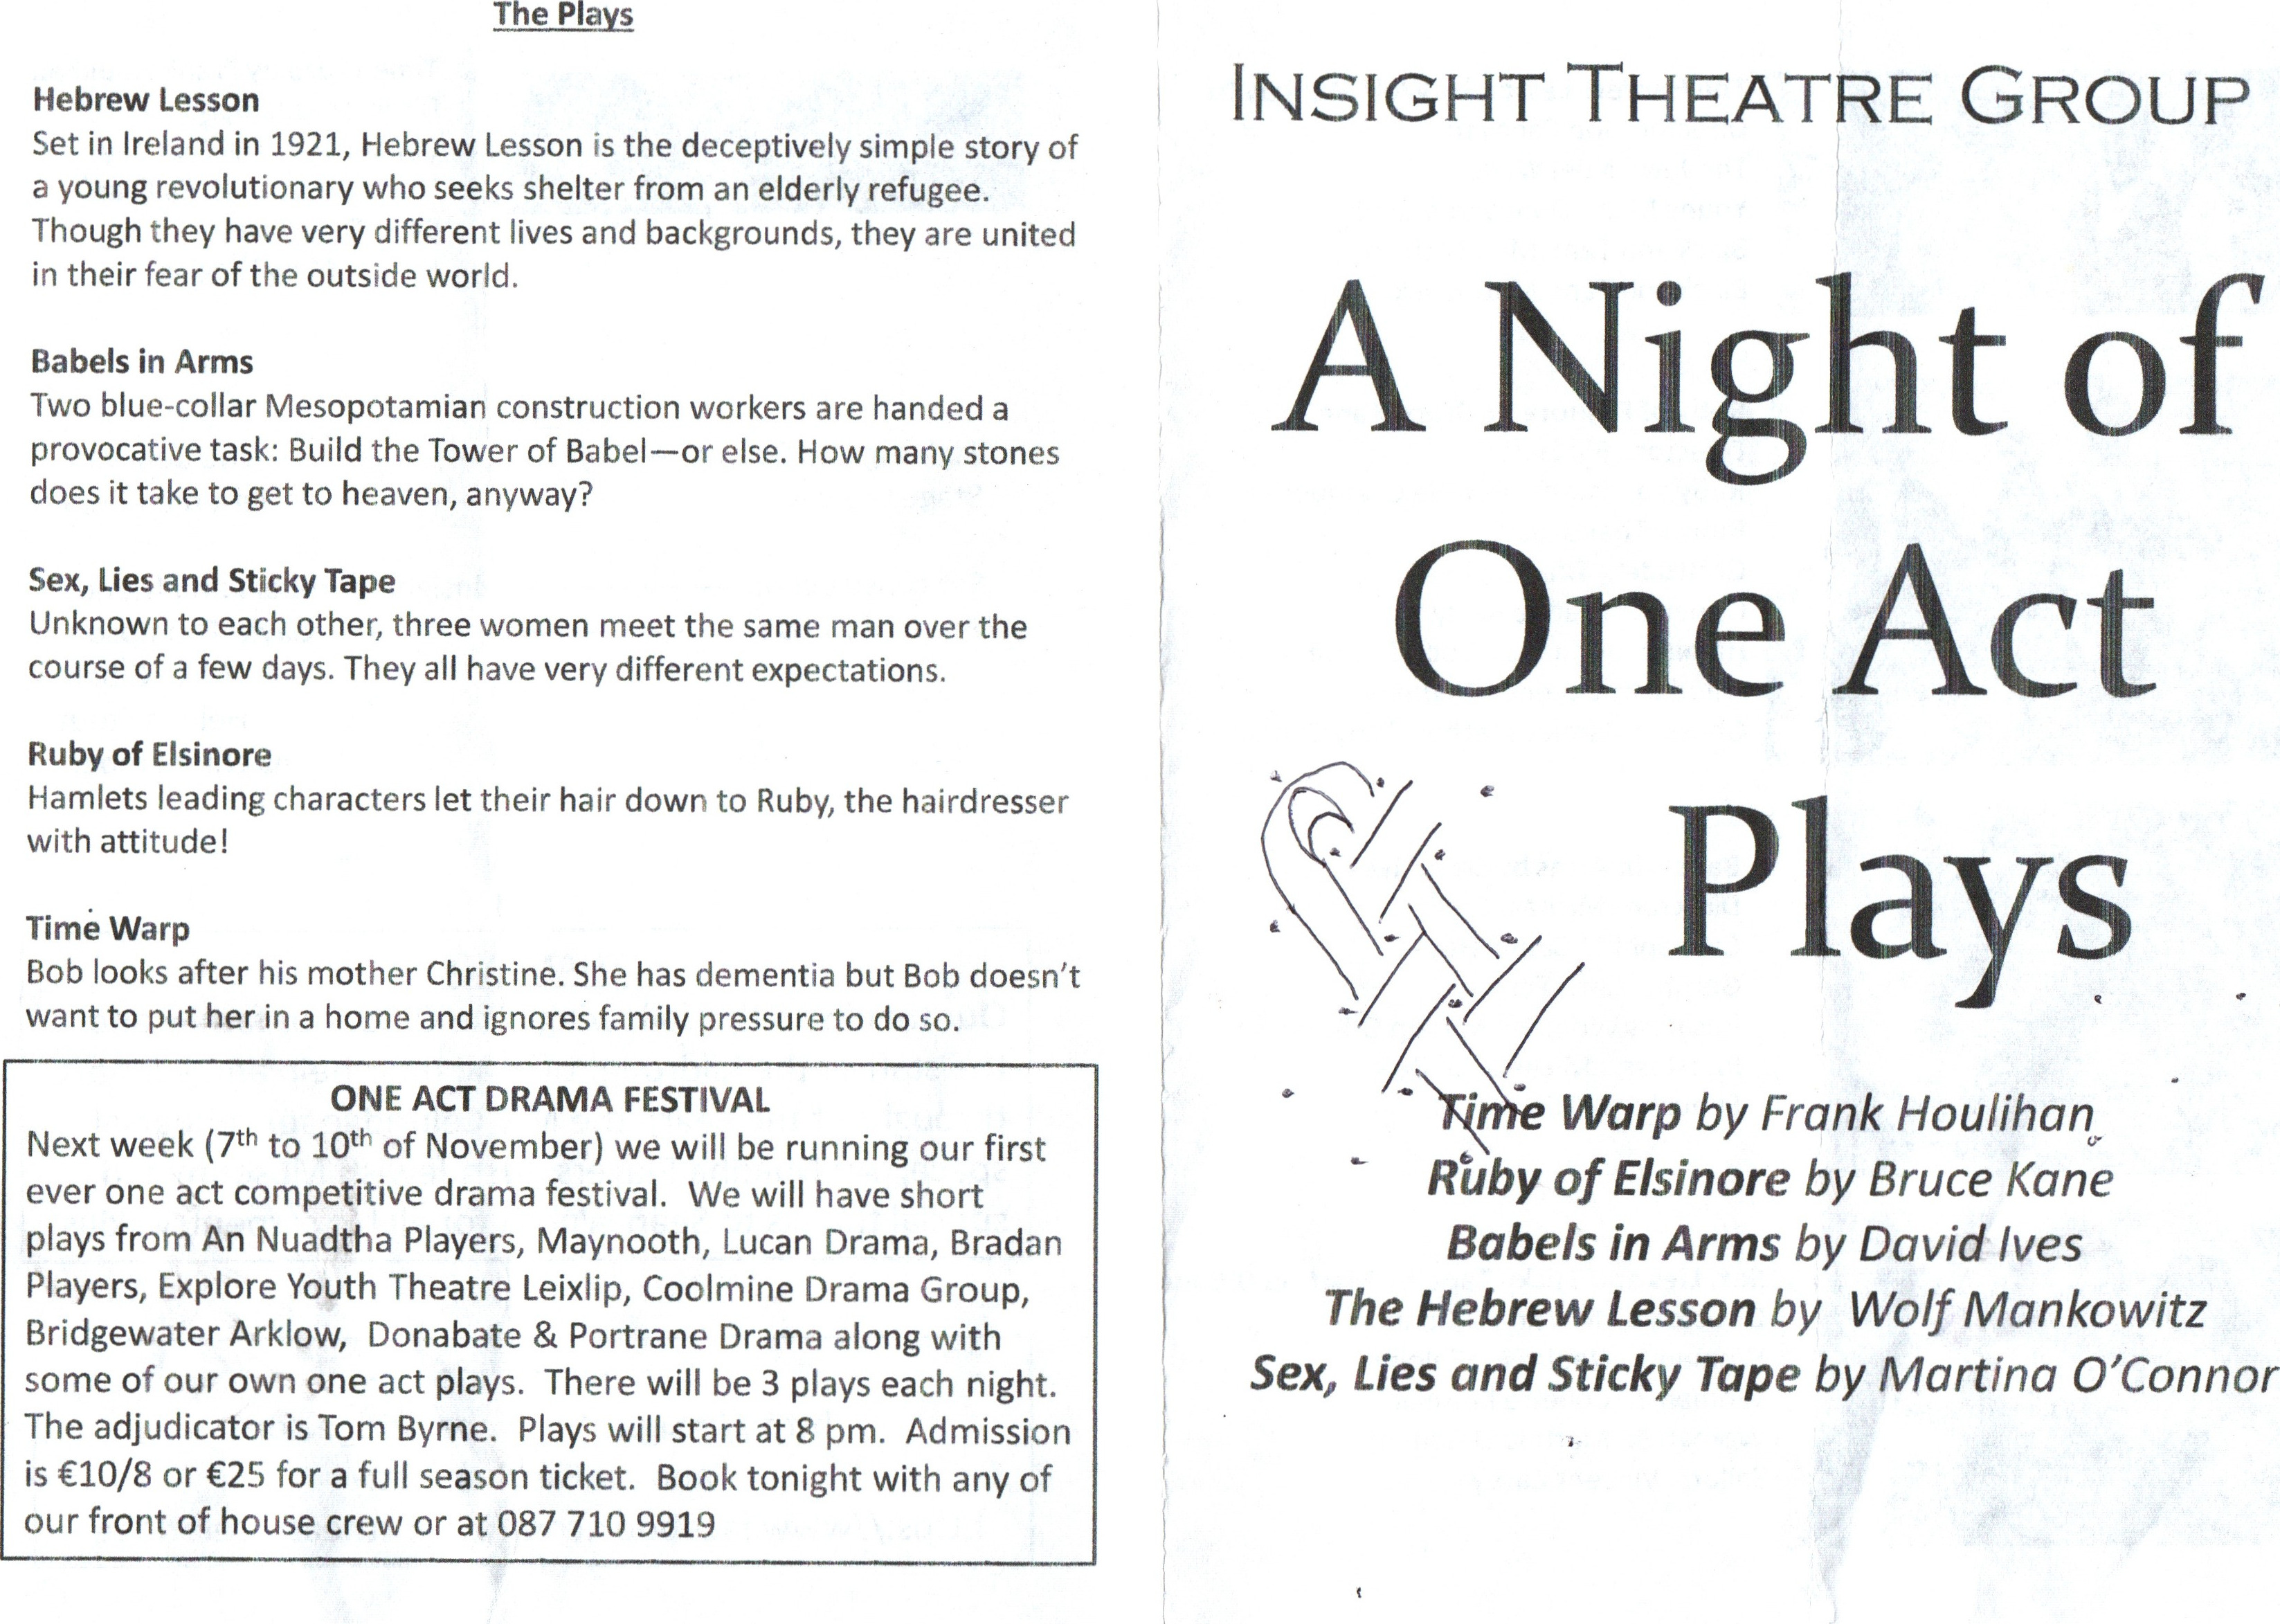 The Plays
Hebrew Lesson
Set in Ireland in 1921, Hebrew Lesson is the deceptively simple story of
a young revolutionary who seeks shelter from an elderly refugee.
Though they have very different lives and backgrounds, they are united
in their fear of the outside world.
Babels in Arms
Two blue-collar Mesopotamian construction workers are handed a
provocative task: Build the Tower of Babel—or else. How many stones
does it take to get to heaven, anyway?
Sex, Lies and Sticky Tape
Unknown to each other, three women meet the same man over the
course of a few days. They all have very different expectations.
Ruby of Elsinore
Hamlets leading characters let their hair down to Ruby, the hairdresser
with attitude!
Time Warp
Bob looks after his mother Christine. She has dementia but Bob doesn't
want to put her in a home and ignores family pressure to do so.
ONE ACT DRAMA FESTIVAL
Next week (7th to 10th of November) we will be running our first
ever one act competitive drama festival. We will have short
plays from An Nuadtha Players, Maynooth, Lucan Drama, Bradan
Players, Explore Youth Theatre Leixlip, Coolmine Drama Group,
Bridgewater Arklow, Donabate & Portrane Drama along with
some of our own one act plays. There will be 3 plays each night.
The adjudicator is Tom Byrne. Plays will start at 8 pm. Admission
is €10/8 or €25 for a full season ticket. Book tonight with any of
our front of house crew or at 087 710 9919
INSIGHT THEATRE GROUP
A Night of
One Act
Plays
Time Warp by Frank Houlihan
Ruby of Elsinore by Bruce Kane
Babels in Arms by David Ives
The Hebrew Lesson by Wolf Mankowitz
Sex, Lies and Sticky Tape by Martina O'Connor